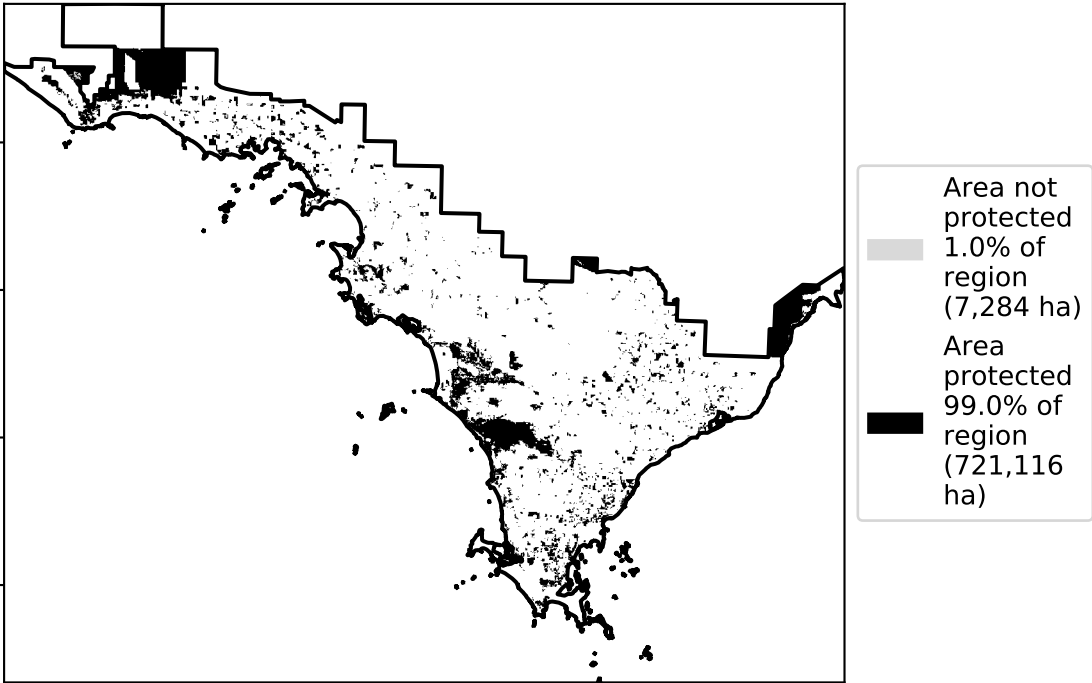 Area not
protected
1.0% of
region
(7,284 ha)
Area
protected
99.0% of
region
(721,116
ha)